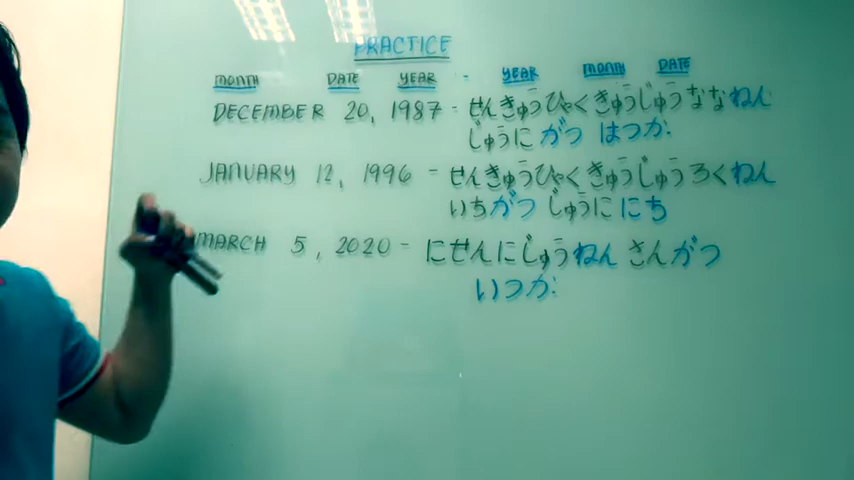 PRACTICE
MONTH DATE YEAR - YEAR MONTH DATE
DECEMBER 20, 1987 - せんきゅうひゃくきゅうじゅうななねん
じゅうにがつ はつか.
JANUARY 12, 1996 - せんきゅうひゃくきゅうじゅうろくねん
いちがつ じゅうににち
MARCH 5, 2020 - にせんにじゅうねん さんがつ
いつか.